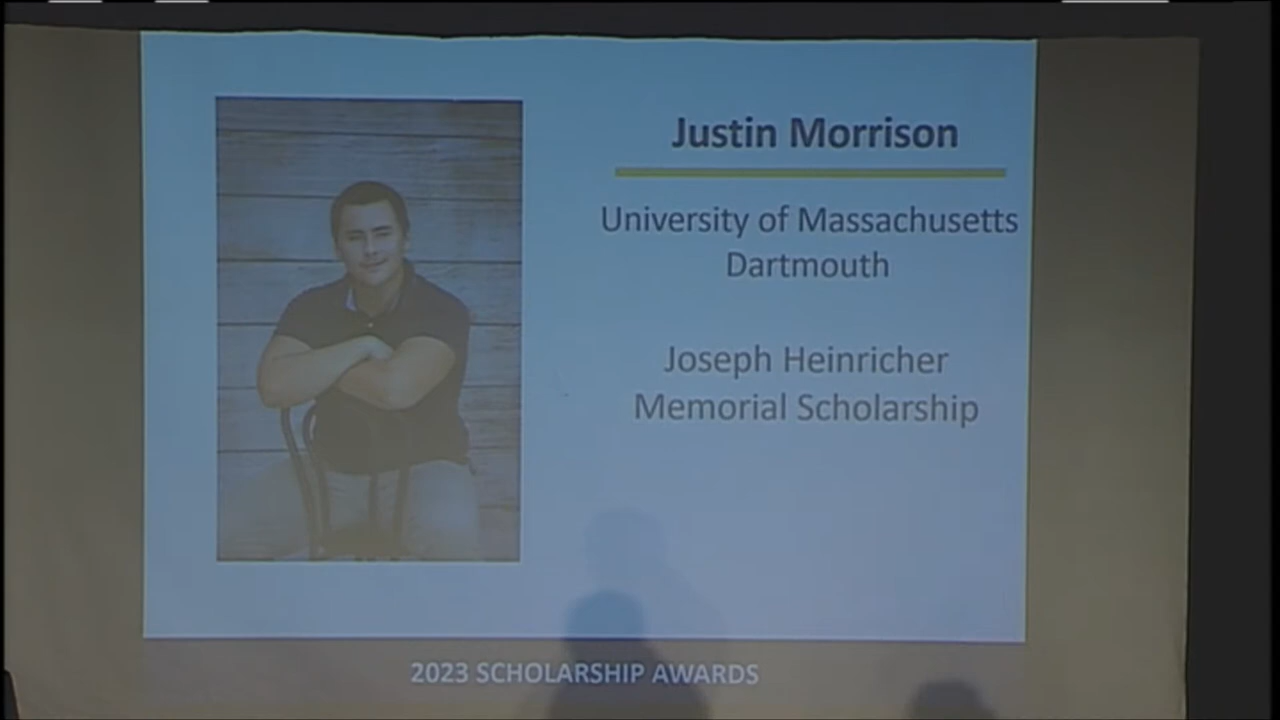 Justin Morrison
University of Massachusetts
Dartmouth
Joseph Heinricher
Memorial Scholarship
2023 SCHOLARSHIP AWARDS